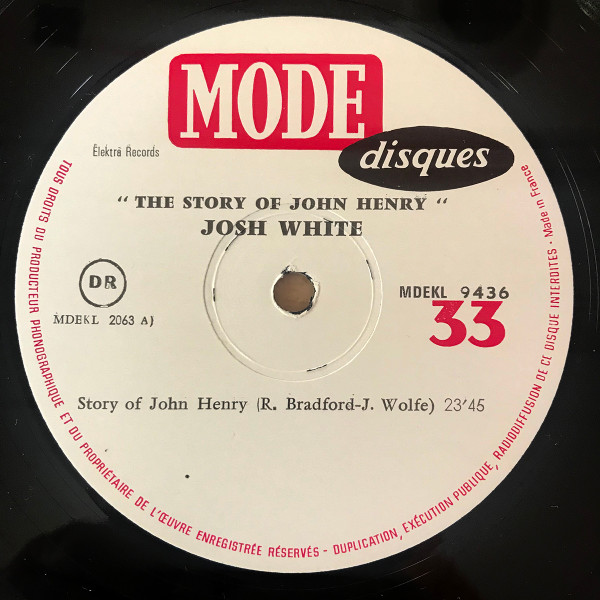 MODE
disques
Elektra Records
“ THE STORY OF JOHN HENRY “
JOSH WHITE
DR
MDEKL 2063 A)
MDEKL 9436
33
Story of John Henry (R. Bradford-J. Wolfe) 23'45
TOUS DROITS DU PRODUCTEUR PHONOGRAPHIQUE ET DU PROPRIÉTAIRE DE L'ŒUVRE ENREGISTRÉE RÉSERVÉS - DUPLICATION, EXÉCUTION PUBLIQUE, RADIODIFFUSION DE CE DISQUE INTERDITES - Made in France